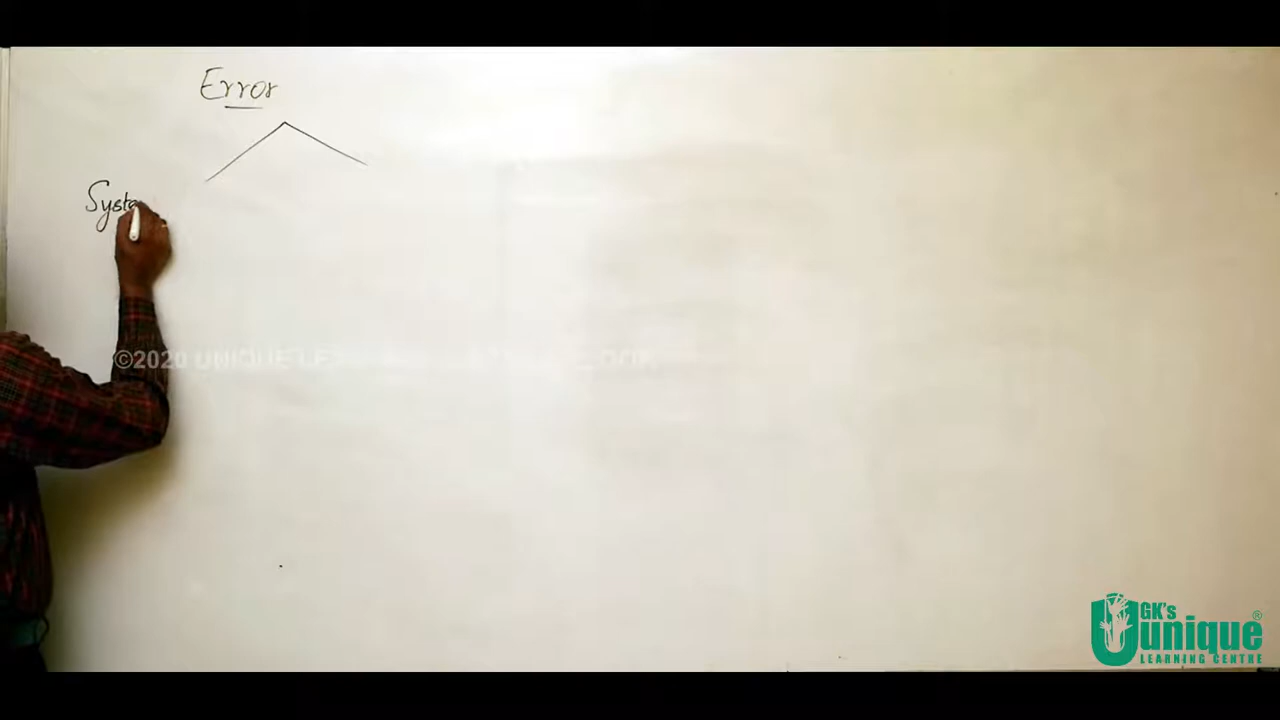 Error
Syste
©2020 UNIQUE LE
GK's
unique®
LEARNING CENTRE